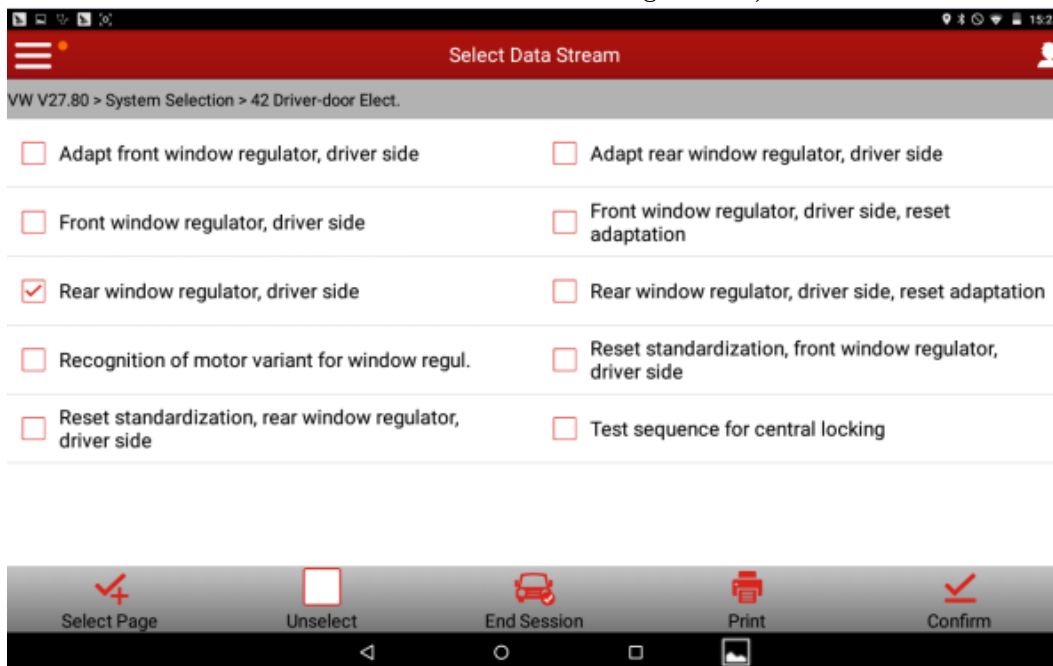 15:2
Select Data Stream
VW V27.80 > System Selection > 42 Driver-door Elect.
Adapt front window regulator, driver side
Adapt rear window regulator, driver side
Front window regulator, driver side
Front window regulator, driver side, reset
adaptation
Rear window regulator, driver side
Rear window regulator, driver side, reset adaptation
Recognition of motor variant for window regul.
Reset standardization, front window regulator,
driver side
Reset standardization, rear window regulator,
driver side
Test sequence for central locking
Select Page
Unselect
End Session
Print
Confirm